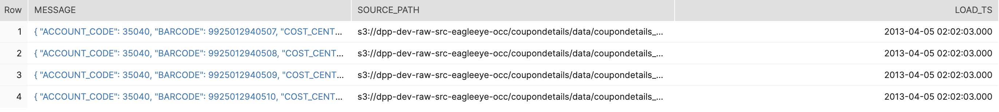 Row MESSAGE SOURCE_PATH LOAD_TS
1 { "ACCOUNT_CODE": 35040, "BARCODE": 9925012940507, "COST_CENT... s3://dpp-dev-raw-src-eagleeye-occ/coupondetails/data/coupondetails_... 2013-04-05 02:02:03.000
2 { "ACCOUNT_CODE": 35040, "BARCODE": 9925012940508, "COST_CENT... s3://dpp-dev-raw-src-eagleeye-occ/coupondetails/data/coupondetails_... 2013-04-05 02:02:03.000
3 { "ACCOUNT_CODE": 35040, "BARCODE": 9925012940509, "COST_CENT... s3://dpp-dev-raw-src-eagleeye-occ/coupondetails/data/coupondetails_... 2013-04-05 02:02:03.000
4 { "ACCOUNT_CODE": 35040, "BARCODE": 9925012940510, "COST_CENT... s3://dpp-dev-raw-src-eagleeye-occ/coupondetails/data/coupondetails_... 2013-04-05 02:02:03.000